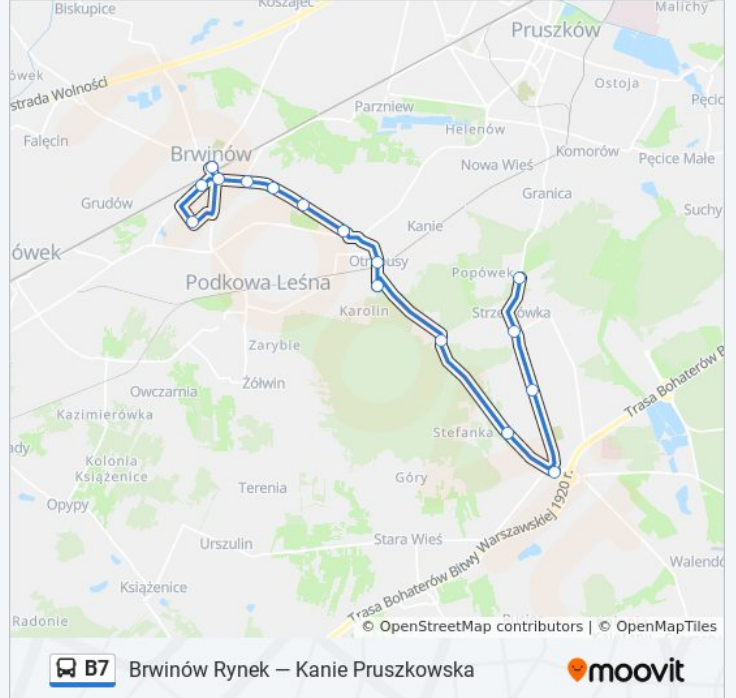 Koszajec
Biskupice
Malichy
Pruszków
ówek
strada Wolności
Ostoja
Pęcic
Parzniew
Helenów
Falęcin
Komorów
Brwinów
Nowa Wieś
Pęcice Małe
Granica
Grudów
Suchy
Kanie
ówek
Otrębusy
Popówek
Podkowa Leśna
Karolin
Strzeniówka
Zarybie
Żółwin
Owczarnia
Kazimierówka
Trasa Bohaterów B
Stefanka
ady
Kolonia
Książenice
Góry
Terenia
Opypy
Trasa Bohaterów Bitwy Warszawskiej 1920 r.
Stara Wieś
Urszulin
Walendó
Książenice
Radonie
© OpenStreetMap contributors | © OpenMapTiles
B7 Brwinów Rynek — Kanie Pruszkowska
moovit